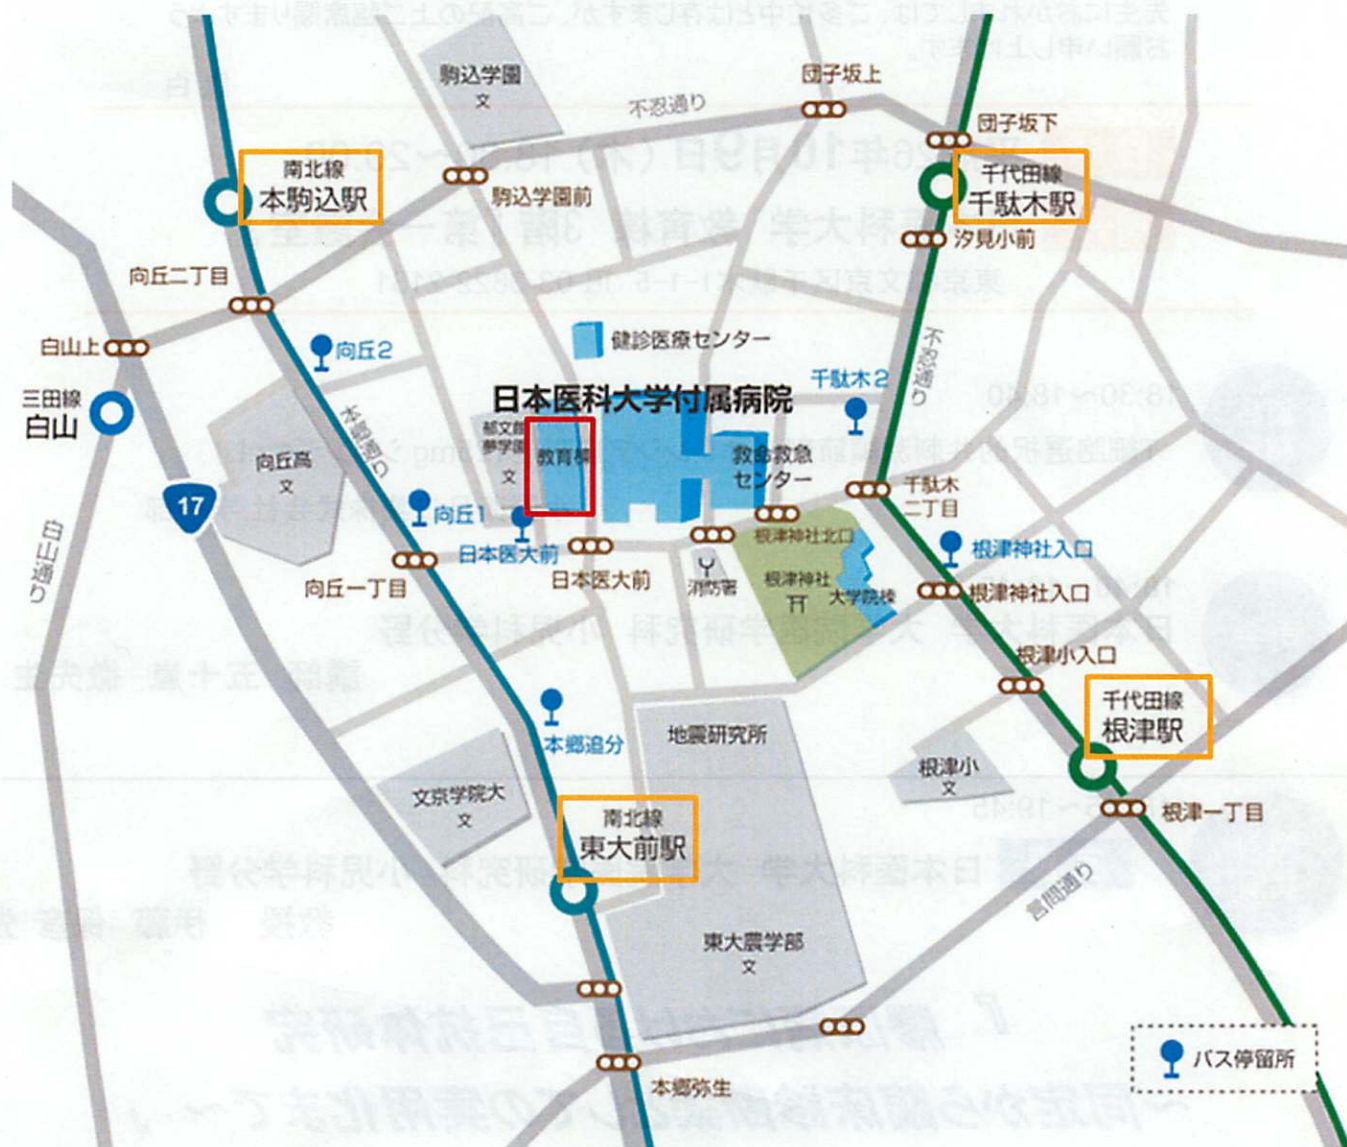 駒込学園
文
団子坂上
不忍通り
団子坂下
南北線
本駒込駅
駒込学園前
千代田線
千駄木駅
汐見小前
向丘二丁目
白山上
向丘2
健診医療センター
不忍通り
三田線
白山
千駄木2
日本医科大学付属病院
本郷通り
郁文館
夢学園
文
教育棟
救命救急
センター
向丘高
文
17
向丘1
千駄木
二丁目
白山通り
日本医大前
根津神社北口
根津神社入口
向丘一丁目
日本医大前
消防署
根津神社
大学院棟
根津神社入口
根津小入口
千代田線
根津駅
本郷追分
地震研究所
文京学院大
文
根津小
文
南北線
東大前駅
根津一丁目
言問通り
東大農学部
文
バス停留所
本郷弥生